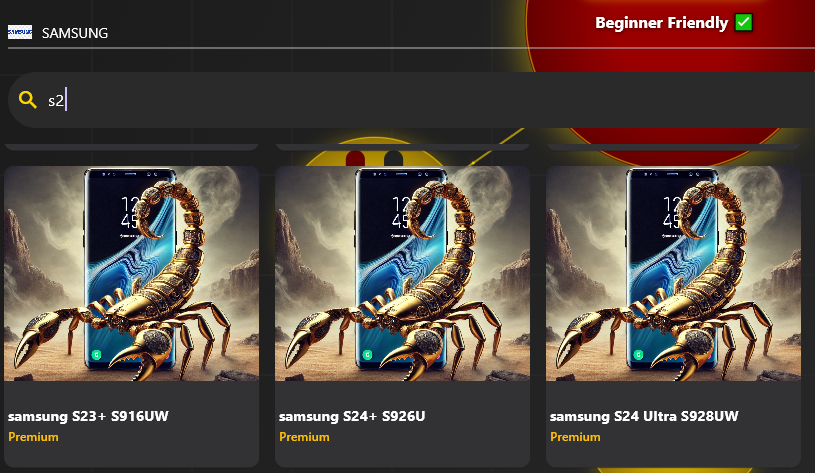 Beginner Friendly ✅
SAMSUNG SAMSUNG
s2
12
45
12
45
12
45
samsung S23+ S916UW
Premium
samsung S24+ S926U
Premium
samsung S24 Ultra S928UW
Premium